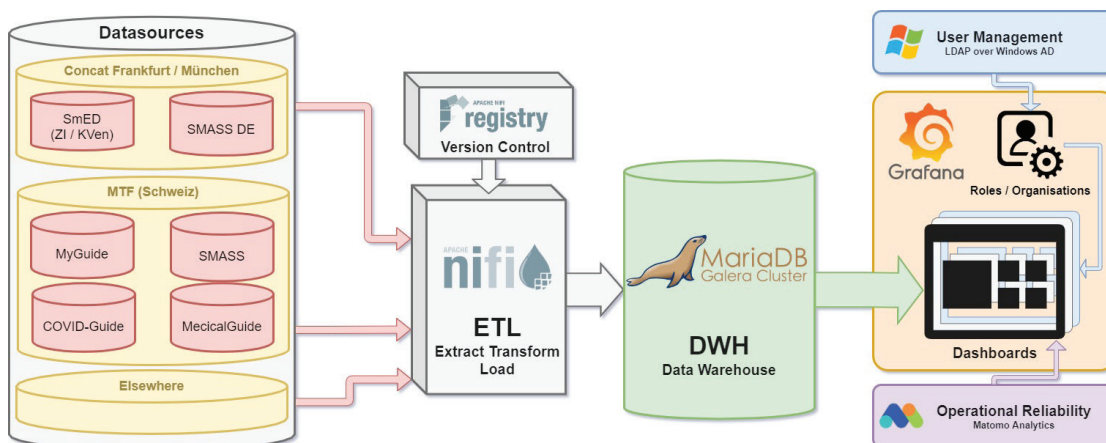 Datasources
Concat Frankfurt / München
SmED
(ZI / KVen)
SMASS DE
MTF (Schweiz)
MyGuide
SMASS
COVID-Guide
MecicalGuide
Elsewhere
APACHE NIFI
registry
Version Control
APACHE
nifi
ETL
Extract Transform
Load
MariaDB
Galera Cluster
DWH
Data Warehouse
User Management
LDAP over Windows AD
Grafana
Roles / Organisations
Dashboards
Operational Reliability
Matomo Analytics